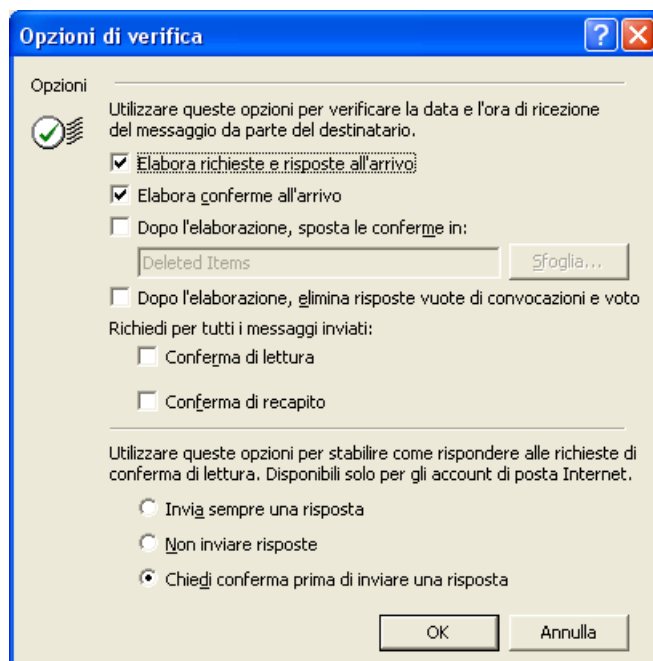 Opzioni di verifica
Opzioni
Utilizzare queste opzioni per verificare la data e l'ora di ricezione
del messaggio da parte del destinatario.
Elabora richieste e risposte all'arrivo
Elabora conferme all'arrivo
Dopo l'elaborazione, sposta le conferme in:
Deleted Items
Sfoglia...
Dopo l'elaborazione, elimina risposte vuote di convocazioni e voto
Richiedi per tutti i messaggi inviati:
Conferma di lettura
Conferma di recapito
Utilizzare queste opzioni per stabilire come rispondere alle richieste di
conferma di lettura. Disponibili solo per gli account di posta Internet.
Invia sempre una risposta
Non inviare risposte
Chiedi conferma prima di inviare una risposta
OK
Annulla